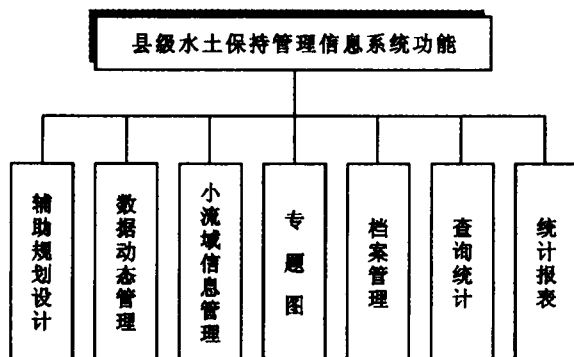 县级水土保持管理信息系统功能
辅助规划设计
数据动态管理
小流域信息管理
专题图
档案管理
查询统计
统计报表